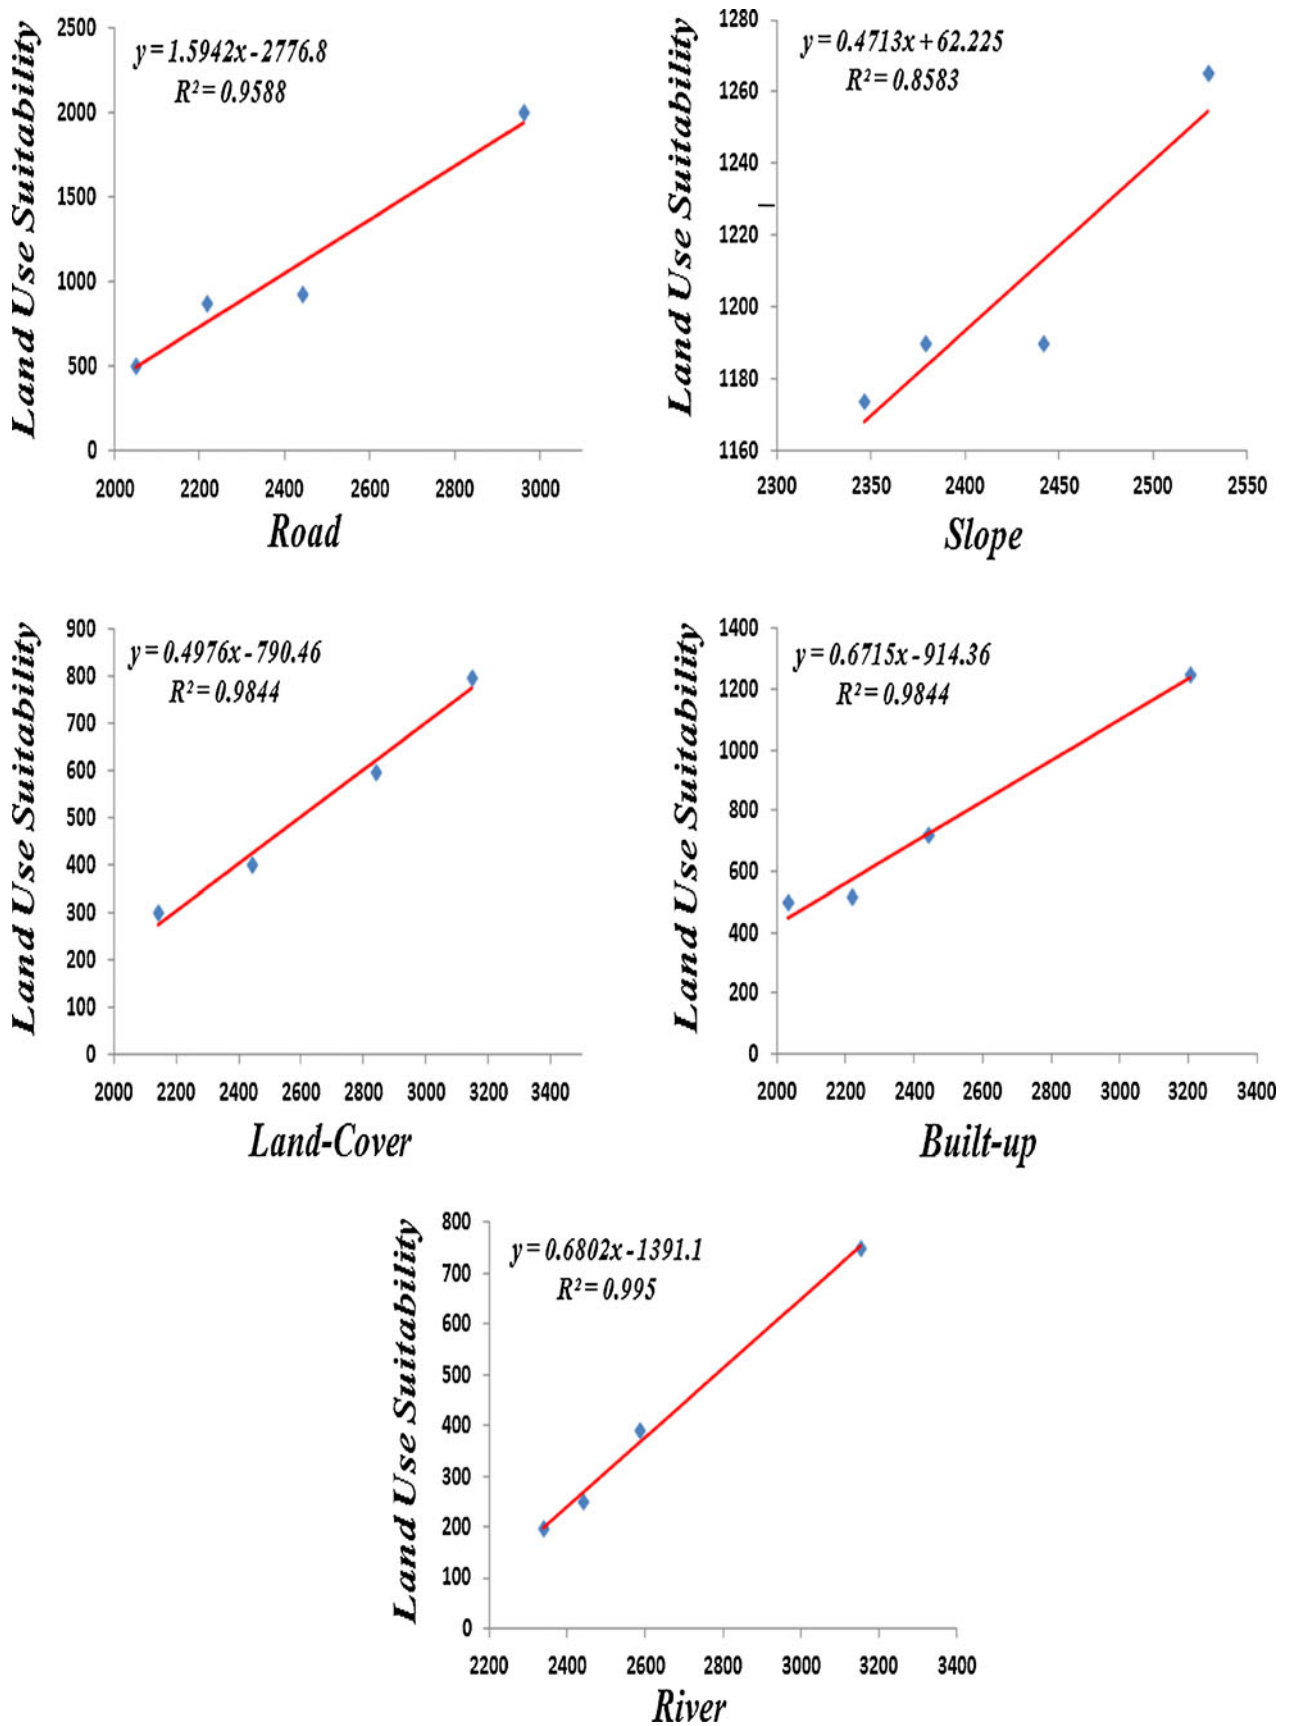 Land Use Suitability
y = 1.5942x - 2776.8
R² = 0.9588
2500
2000
1500
1000
500
0
2000 2200 2400 2600 2800 3000
Road
Land Use Suitability
y = 0.4713x + 62.225
R² = 0.8583
1280
1260
1240
1220
1200
1180
1160
2300 2350 2400 2450 2500 2550
Slope
Land Use Suitability
y = 0.4976x - 790.46
R² = 0.9844
900
800
700
600
500
400
300
200
100
0
2000 2200 2400 2600 2800 3000 3200 3400
Land-Cover
Land Use Suitability
y = 0.6715x - 914.36
R² = 0.9844
1400
1200
1000
800
600
400
200
0
2000 2200 2400 2600 2800 3000 3200 3400
Built-up
Land Use Suitability
y = 0.6802x - 1391.1
R² = 0.995
800
700
600
500
400
300
200
100
0
2200 2400 2600 2800 3000 3200 3400
River